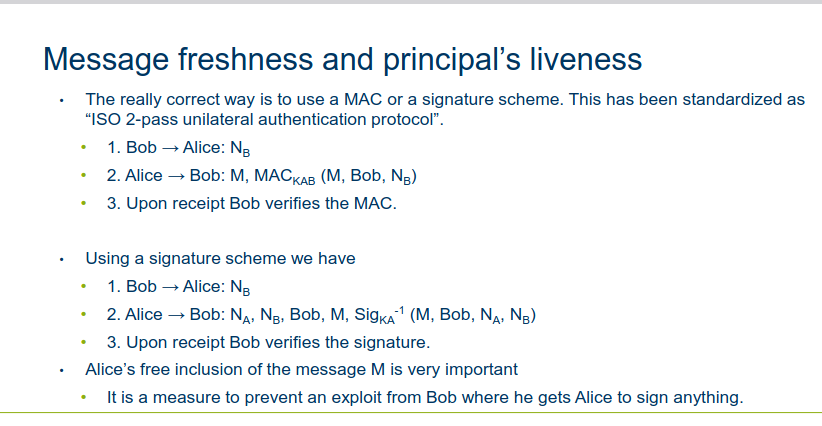 Message freshness and principal’s liveness
• The really correct way is to use a MAC or a signature scheme. This has been standardized as
“ISO 2-pass unilateral authentication protocol”.
• 1. Bob → Alice: N_B
• 2. Alice → Bob: M, MAC_KAB (M, Bob, N_B)
• 3. Upon receipt Bob verifies the MAC.
• Using a signature scheme we have
• 1. Bob → Alice: N_B
• 2. Alice → Bob: N_A, N_B, Bob, M, Sig_KA^-1 (M, Bob, N_A, N_B)
• 3. Upon receipt Bob verifies the signature.
• Alice’s free inclusion of the message M is very important
• It is a measure to prevent an exploit from Bob where he gets Alice to sign anything.